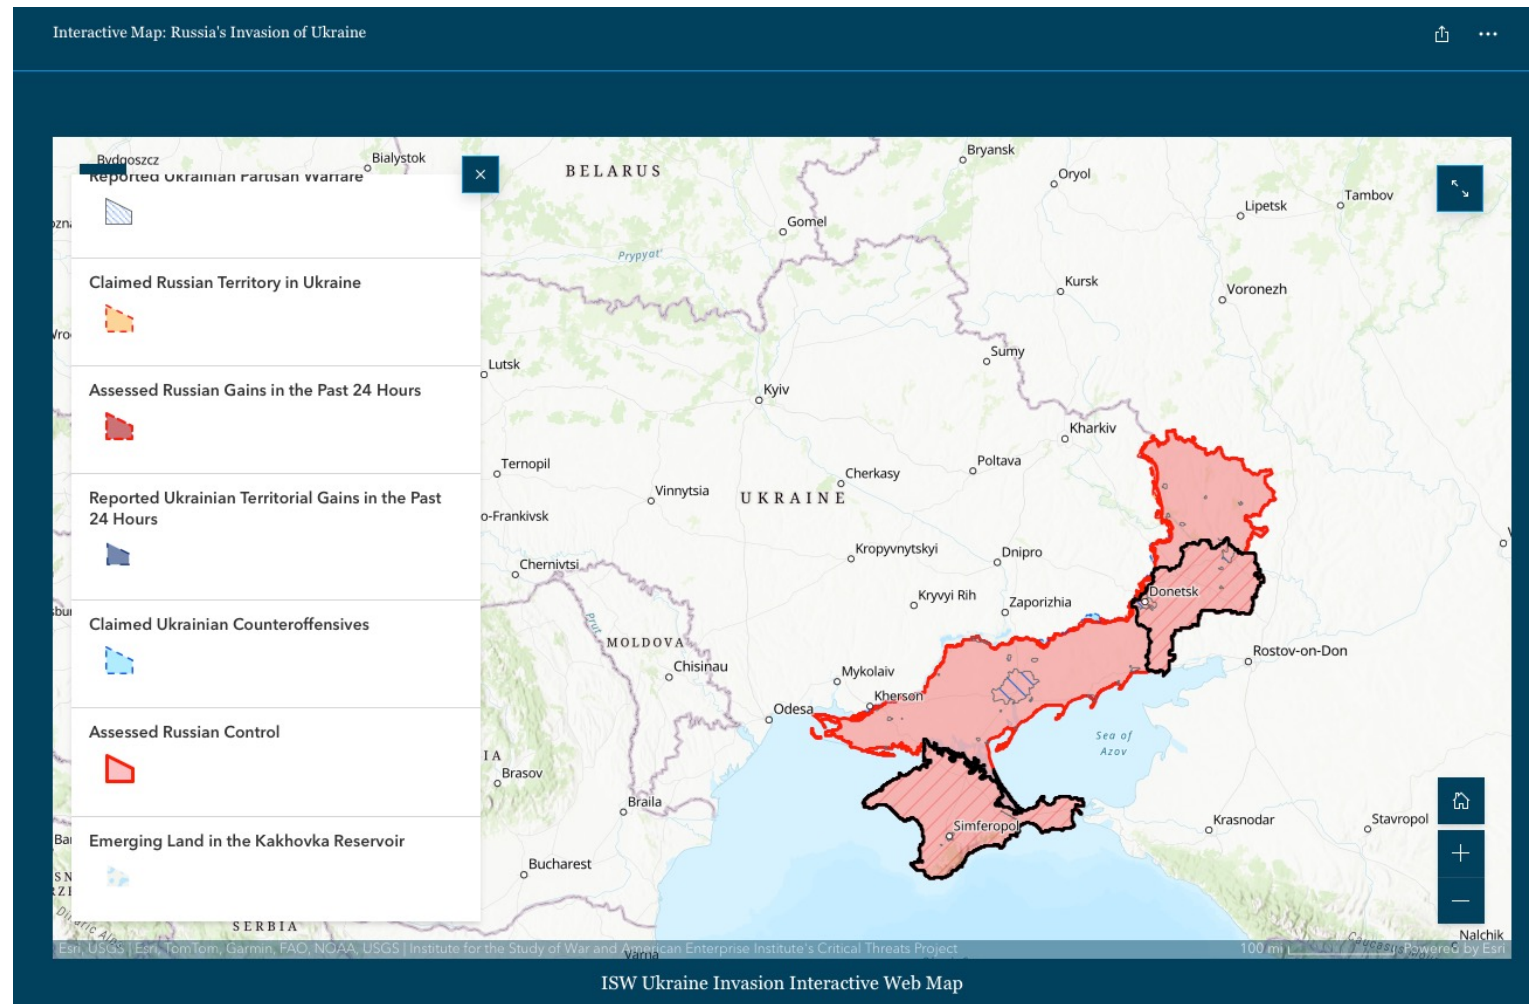 Interactive Map: Russia's Invasion of Ukraine
Bydgoszcz
Bialystok
BELARUS
Bryansk
Oryol
Tambov
Lipetsk
Gomel
Reported Ukrainian Partisan Warfare
Prypyat'
Kursk
Voronezh
Claimed Russian Territory in Ukraine
Sumy
Lutsk
Assessed Russian Gains in the Past 24 Hours
Kyiv
Kharkiv
Ternopil
Poltava
Cherkasy
Vinnytsia
UKRAINE
Reported Ukrainian Territorial Gains in the Past
24 Hours
o-Frankivsk
Kropyvnytskyi
Dnipro
Chernivtsi
Donetsk
Kryvyi Rih
Zaporizhia
Claimed Ukrainian Counteroffensives
Prut
MOLDOVA
Chisinau
Rostov-on-Don
Mykolaiv
Kherson
Odesa
Assessed Russian Control
Sea of
Azov
IA
Brasov
Braila
Simferopol
Krasnodar
Stavropol
Emerging Land in the Kakhovka Reservoir
Bucharest
SERBIA
Nalchik
Varna
Esri, USGS | Esri, TomTom, Garmin, FAO, NOAA, USGS | Institute for the Study of War and American Enterprise Institute's Critical Threats Project
100 mi
Powered by Esri
ISW Ukraine Invasion Interactive Web Map